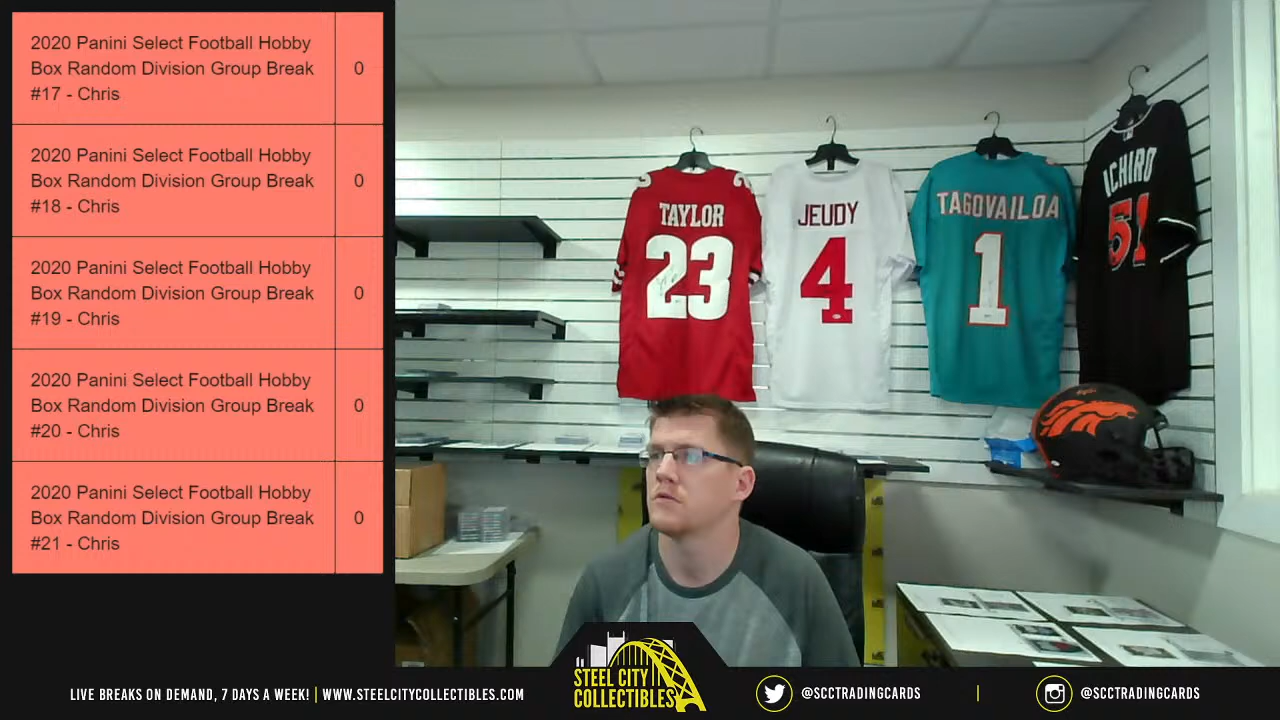 2020 Panini Select Football Hobby
Box Random Division Group Break
#17 - Chris
0
2020 Panini Select Football Hobby
Box Random Division Group Break
#18 - Chris
0
2020 Panini Select Football Hobby
Box Random Division Group Break
#19 - Chris
0
2020 Panini Select Football Hobby
Box Random Division Group Break
#20 - Chris
0
2020 Panini Select Football Hobby
Box Random Division Group Break
#21 - Chris
0
TAYLOR
23
JEUDY
4
TAGOVAILOA
1
ICHIRO
51
LIVE BREAKS ON DEMAND, 7 DAYS A WEEK! | WWW.STEELCITYCOLLECTIBLES.COM
STEEL CITY
COLLECTIBLES
@SCCTRADINGCARDS
|
@SCCTRADINGCARDS